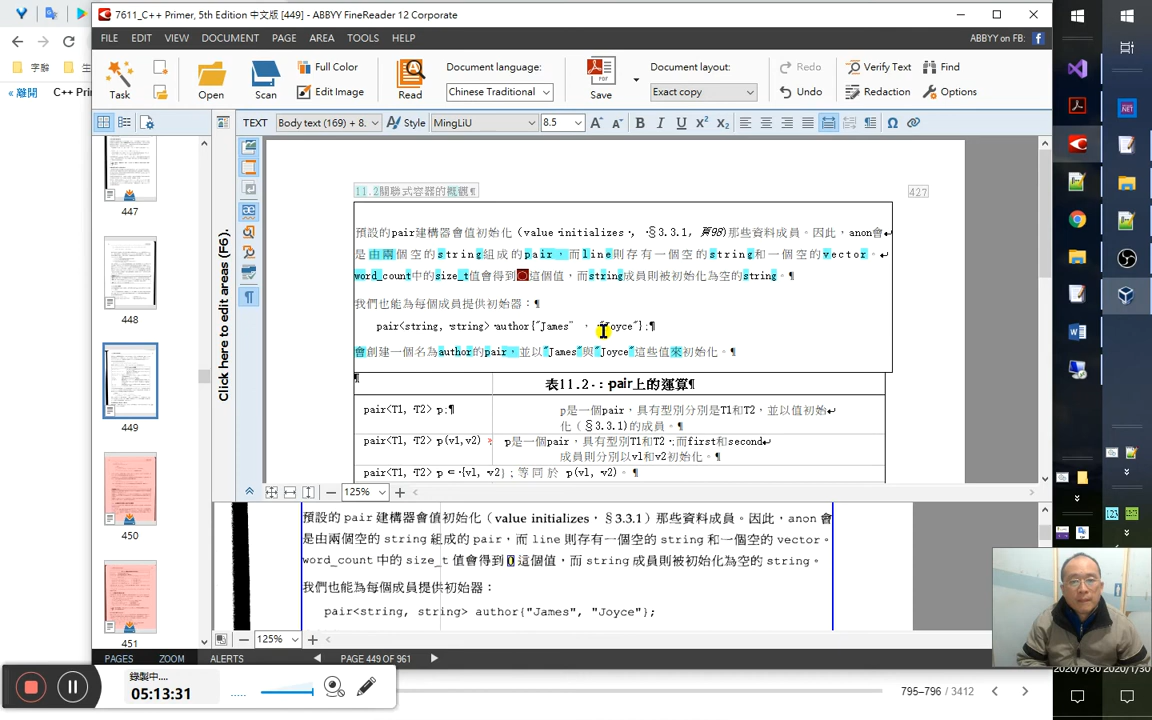 7611_C++ Primer, 5th Edition 中文版 [449] - ABBYY FineReader 12 Corporate
FILE EDIT VIEW DOCUMENT PAGE AREA TOOLS HELP
ABBYY on FB:
Task
Open
Scan
Full Color
Edit Image
Read
Document language:
Chinese Traditional
Save
Document layout:
Exact copy
Redo
Undo
Verify Text
Redaction
Find
Options
字齡
« 離開
C++ Pri
TEXT
Body text (169) + 8.
Style
MingLiU
8.5
447
448
449
450
451
Click here to edit areas (F6).
11.2關聯式容器的概觀¶
427
預設的pair建構器會值初始化(value initializes , §3.3.1, 頁98)那些資料成員。因此,anon會
是由兩個空的string組成的pair,而line則存有一個空的string和一個空的vector。
word_count中的size_t值會得到○這個值,而string成員則被初始化為空的string。¶
我們也能為每個成員提供初始器:¶
pair<string, string> author{"James" , "Joyce"};¶
會創建一個名為author的pair,並以"James"與"Joyce"這些值來初始化。¶
¶
表11.2 : pair上的運算¶
pair<T1, T2> p;¶
p是一個pair,具有型別分別是T1和T2,並以值初始
化(§3.3.1)的成員。¶
pair<T1, T2> p(v1,v2)
p是一個pair,具有型別T1和T2 ;而first和second
成員則分別以v1和v2初始化。¶
pair<T1, T2> p = {v1, v2};等同於 p(v1, v2)。¶
125%
預設的 pair 建構器會值初始化(value initializes,§3.3.1)那些資料成員。因此,anon 會
是由兩個空的 string 組成的 pair,而 line 則存有一個空的 string 和一個空的 vector。
word_count 中的 size_t 值會得到 0 這個值,而 string 成員則被初始化為空的 string。
我們也能為每個成員提供初始器:
pair<string, string> author{"James", "Joyce"};
125%
PAGES ZOOM ALERTS
PAGE 449 OF 961
錄製中....
05:13:31
795–796 / 3412
2020/1/30 2020/1/30